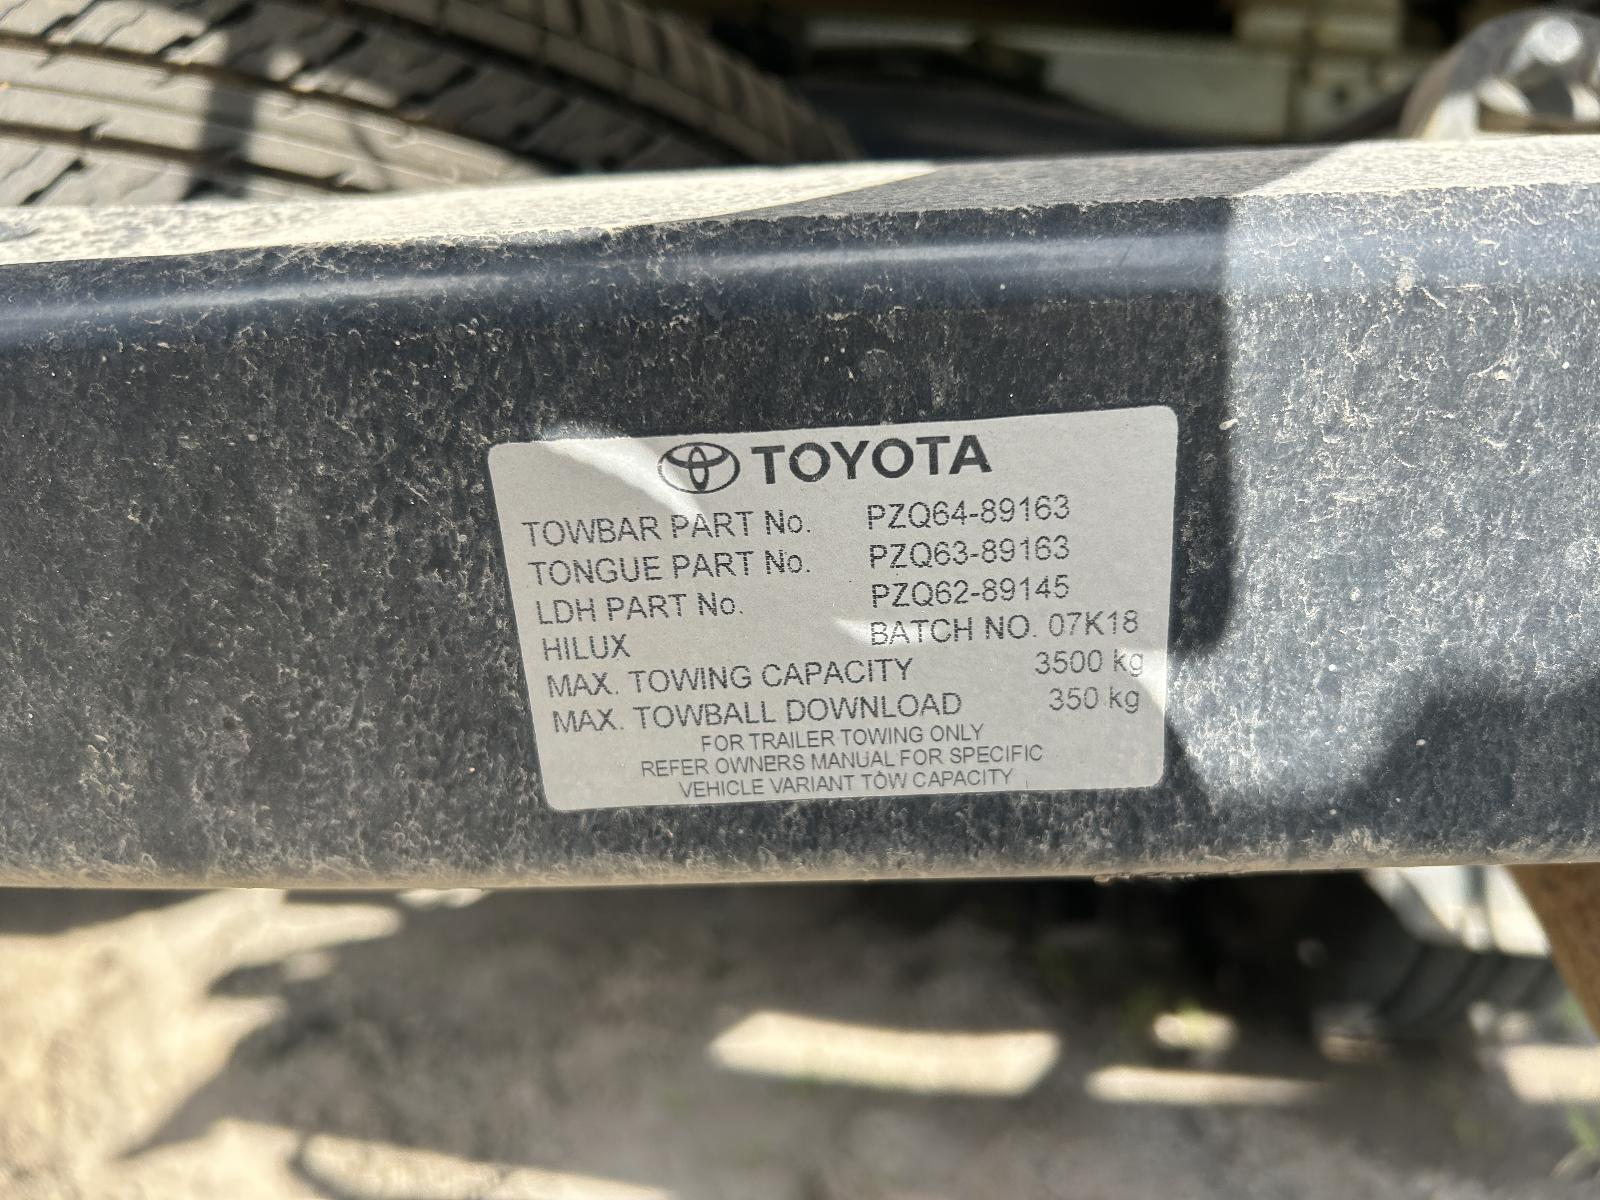 TOYOTA
TOWBAR PART No. PZQ64-89163
TONGUE PART No. PZQ63-89163
LDH PART No. PZQ62-89145
HILUX BATCH NO. 07K18
MAX. TOWING CAPACITY 3500 kg
MAX. TOWBALL DOWNLOAD 350 kg
FOR TRAILER TOWING ONLY
REFER OWNERS MANUAL FOR SPECIFIC
VEHICLE VARIANT TOW CAPACITY